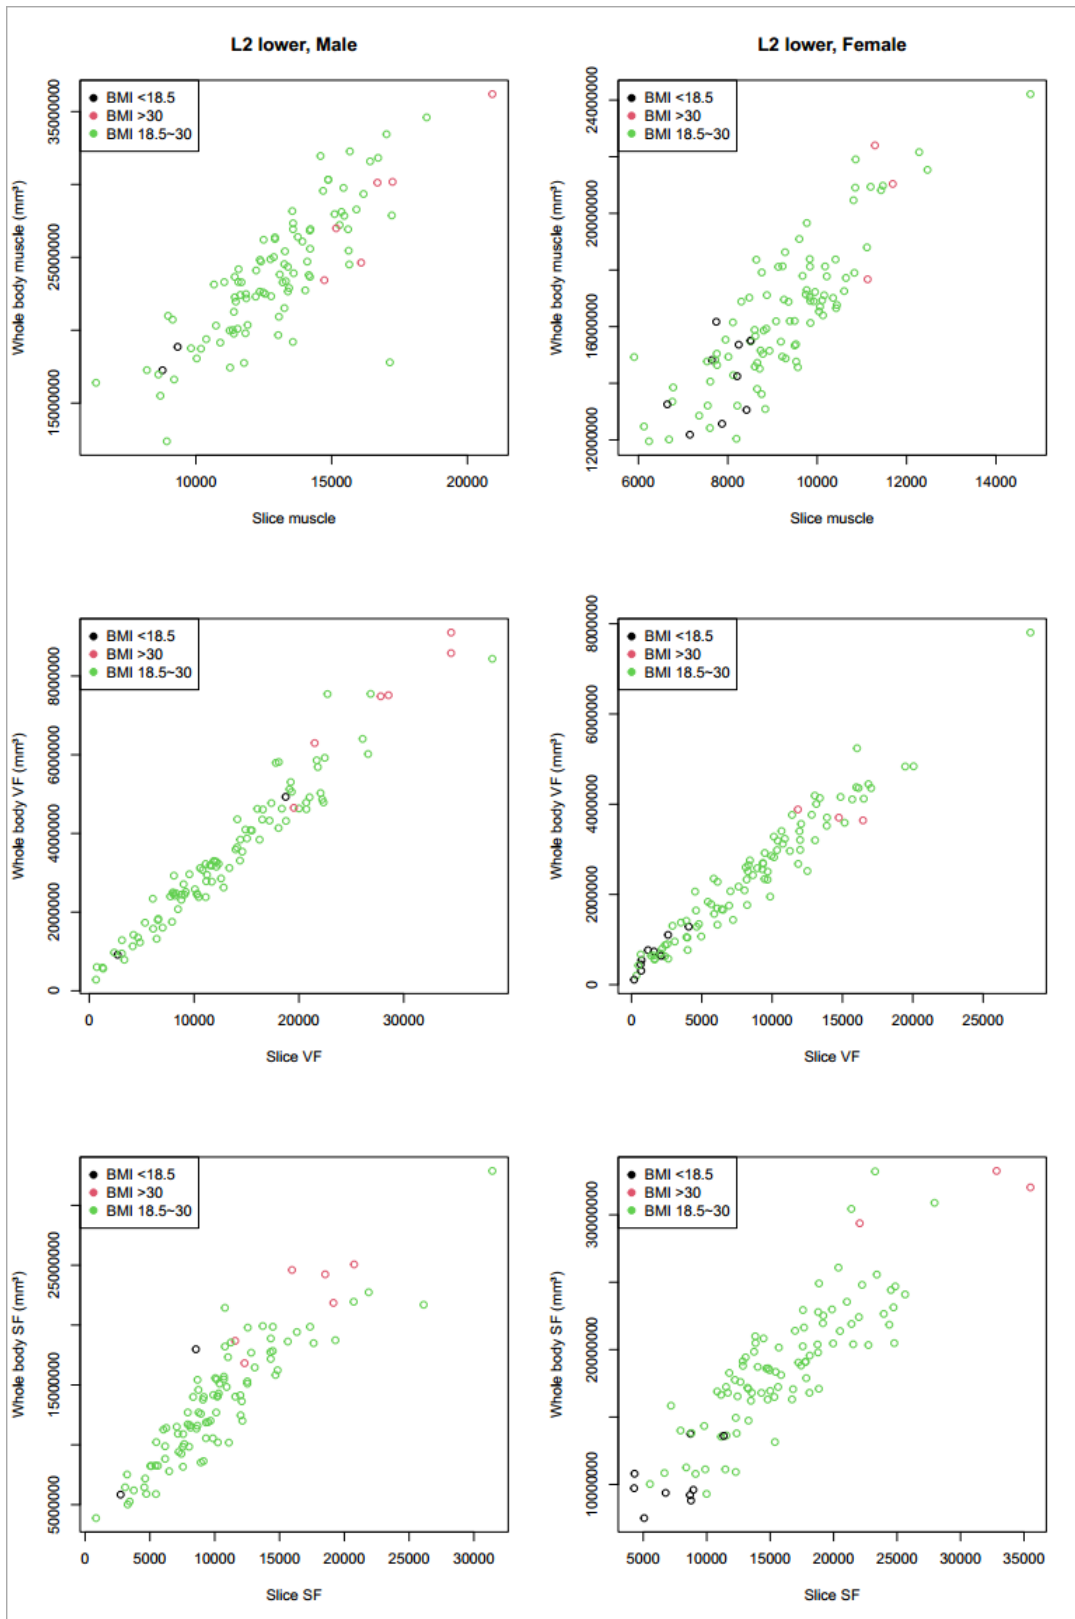 L2 lower, Male
BMI <18.5
BMI >30
BMI 18.5~30
Whole body muscle (mm³)
15000000 25000000 35000000
10000 15000 20000
Slice muscle
L2 lower, Female
BMI <18.5
BMI >30
BMI 18.5~30
Whole body muscle (mm³)
12000000 16000000 20000000 24000000
6000 8000 10000 12000 14000
Slice muscle
BMI <18.5
BMI >30
BMI 18.5~30
Whole body VF (mm³)
0 2000000 4000000 6000000 8000000
0 10000 20000 30000
Slice VF
BMI <18.5
BMI >30
BMI 18.5~30
Whole body VF (mm³)
0 2000000 4000000 6000000 8000000
0 5000 10000 15000 20000 25000
Slice VF
BMI <18.5
BMI >30
BMI 18.5~30
Whole body SF (mm³)
5000000 15000000 25000000
0 5000 10000 15000 20000 25000 30000
Slice SF
BMI <18.5
BMI >30
BMI 18.5~30
Whole body SF (mm³)
10000000 20000000 30000000
5000 10000 15000 20000 25000 30000 35000
Slice SF